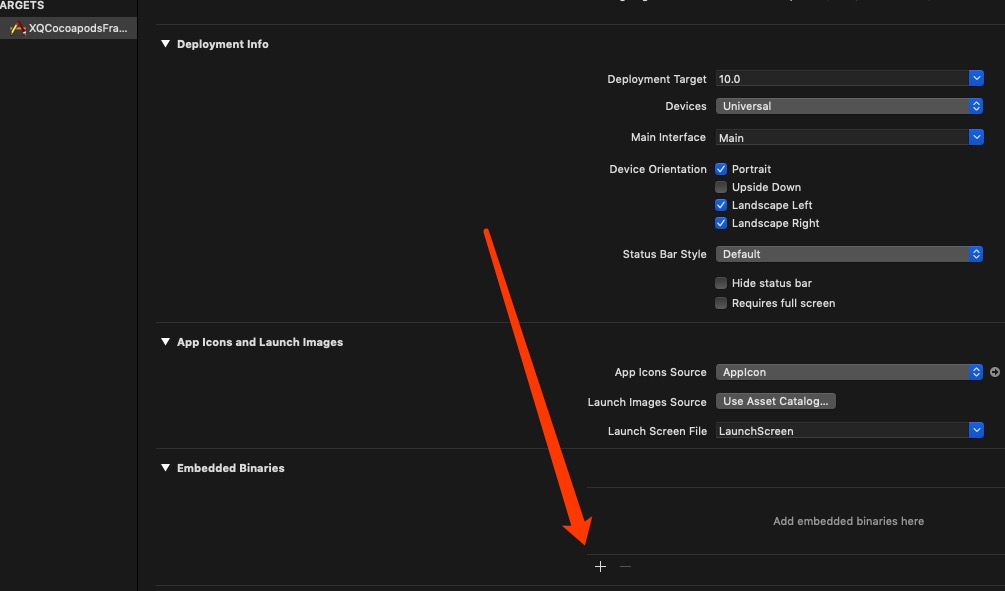 ARGETS
XQCocoapodsFra...
Deployment Info
Deployment Target 10.0
Devices Universal
Main Interface Main
Device Orientation Portrait
Upside Down
Landscape Left
Landscape Right
Status Bar Style Default
Hide status bar
Requires full screen
App Icons and Launch Images
App Icons Source AppIcon
Launch Images Source Use Asset Catalog...
Launch Screen File LaunchScreen
Embedded Binaries
Add embedded binaries here